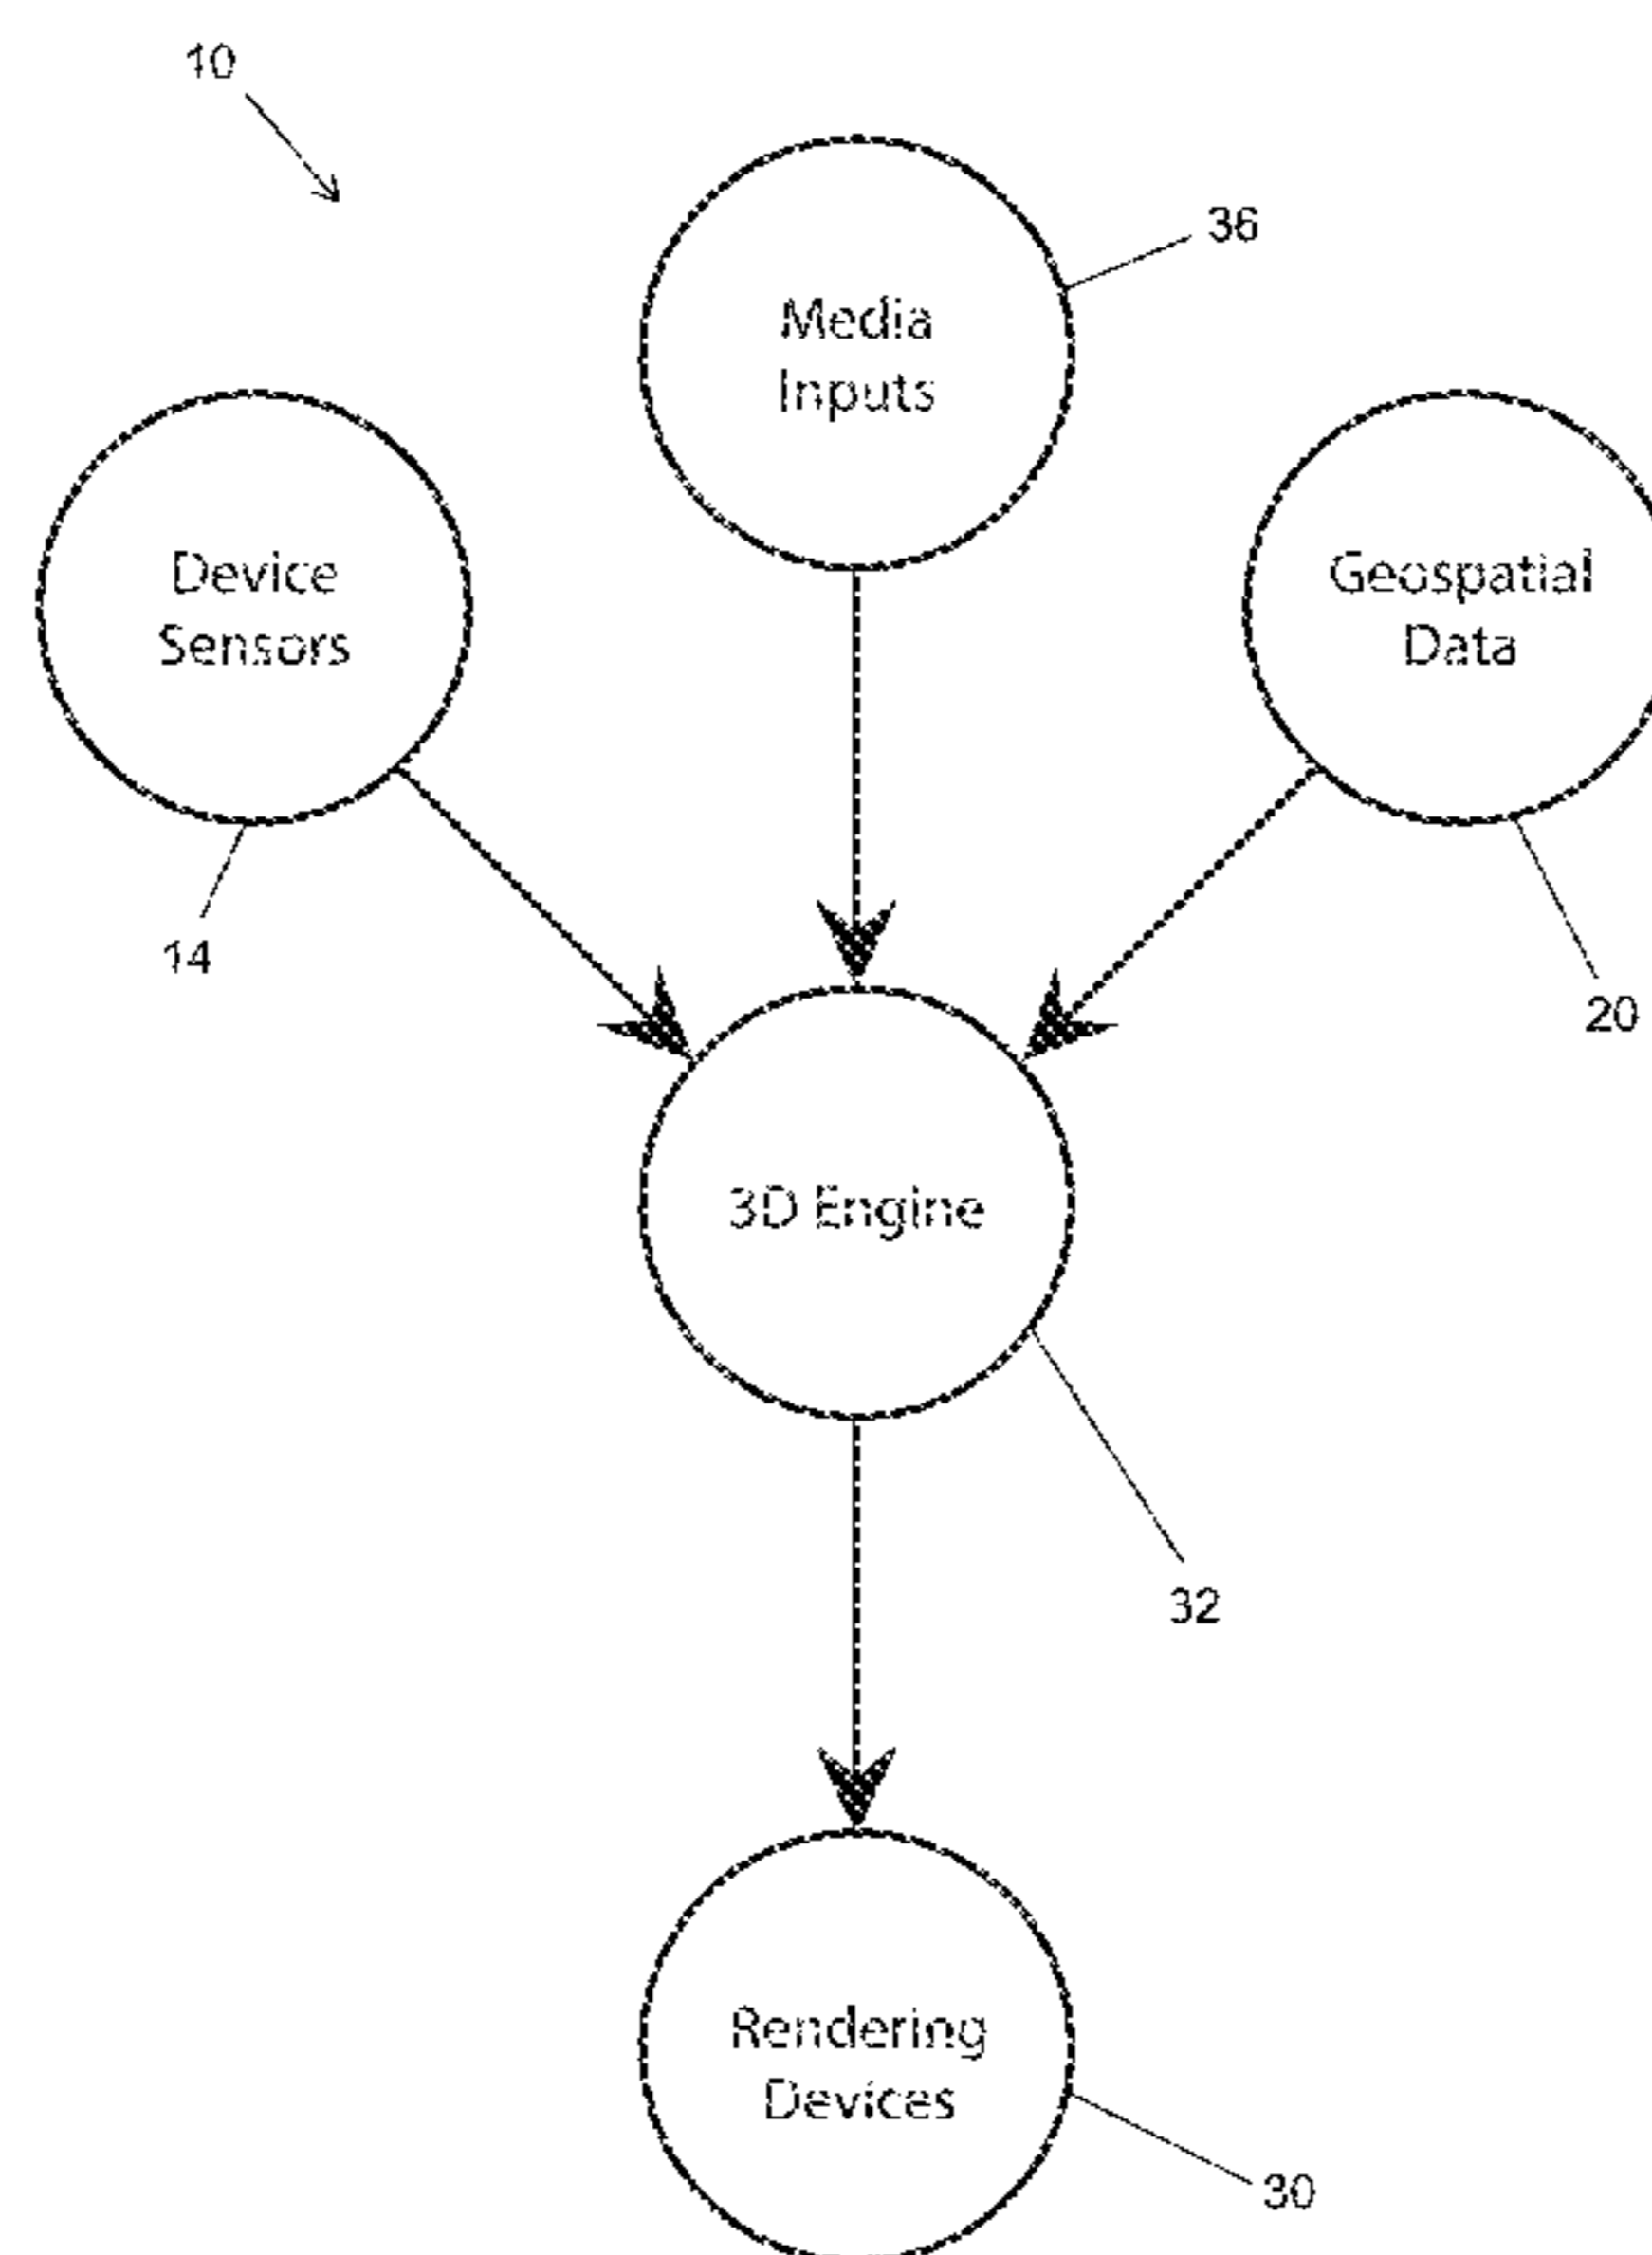 10
36
Media
Inputs
Device
Sensors
Geospatial
Data
14
20
3D Engine
32
Rendering
Devices
30